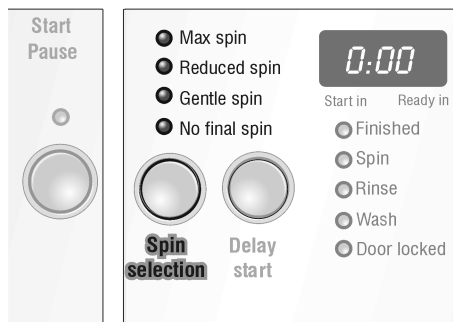 Start
Pause
Max spin
Reduced spin
Gentle spin
No final spin
0:00
Start in
Ready in
Finished
Spin
Rinse
Wash
Door locked
Spin
selection
Delay
start